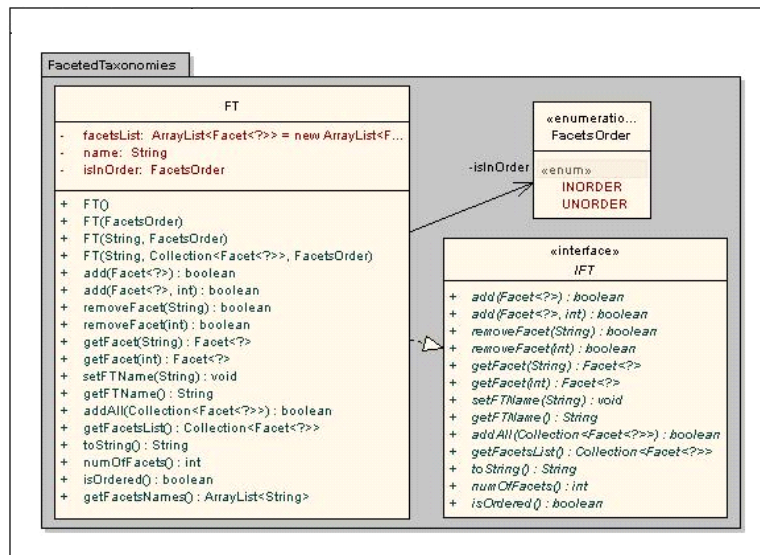 FacetedTaxonomies
FT
- facetsList: ArrayList<Facet<?>> = new ArrayList<F...
- name: String
- isInOrder: FacetsOrder
+ FT()
+ FT(FacetsOrder)
+ FT(String, FacetsOrder)
+ FT(String, Collection<Facet<?>>, FacetsOrder)
+ add(Facet<?>) : boolean
+ add(Facet<?>, int) : boolean
+ removeFacet(String) : boolean
+ removeFacet(int) : boolean
+ getFacet(String) : Facet<?>
+ getFacet(int) : Facet<?>
+ setFTName(String) : void
+ getFTName() : String
+ addAll(Collection<Facet<?>>) : boolean
+ getFacetsList() : Collection<Facet<?>>
+ toString() : String
+ numOfFacets() : int
+ isOrdered() : boolean
+ getFacetsNames() : ArrayList<String>
-isInOrder
«enumeratio...
FacetsOrder
«enum»
INORDER
UNORDER
«interface»
IFT
+ add(Facet<?>) : boolean
+ add(Facet<?>, int) : boolean
+ removeFacet(String) : boolean
+ removeFacet(int) : boolean
+ getFacet(String) : Facet<?>
+ getFacet(int) : Facet<?>
+ setFTName(String) : void
+ getFTName() : String
+ addAll(Collection<Facet<?>>) : boolean
+ getFacetsList() : Collection<Facet<?>>
+ toString() : String
+ numOfFacets() : int
+ isOrdered() : boolean